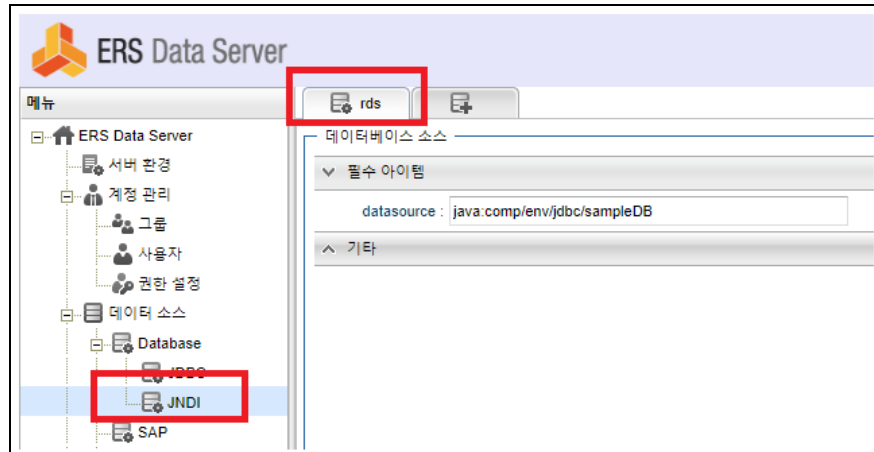 ERS Data Server
메뉴
rds
ERS Data Server
데이터베이스 소스
서버 환경
필수 아이템
계정 관리
datasource : java:comp/env/jdbc/sampleDB
그룹
사용자
기타
권한 설정
데이터 소스
Database
JDBC
JNDI
SAP